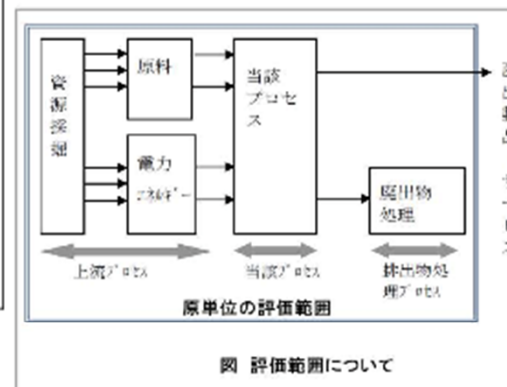 資源採掘
原料
当該
プロセ
ス
電力
ｴﾈﾙｷﾞｰ
廃出物
処理
上流ﾌﾟﾛｾｽ
当該ﾌﾟﾛｾｽ
排出物処
理ﾌﾟﾛｾｽ
原単位の評価範囲
図 評価範囲について